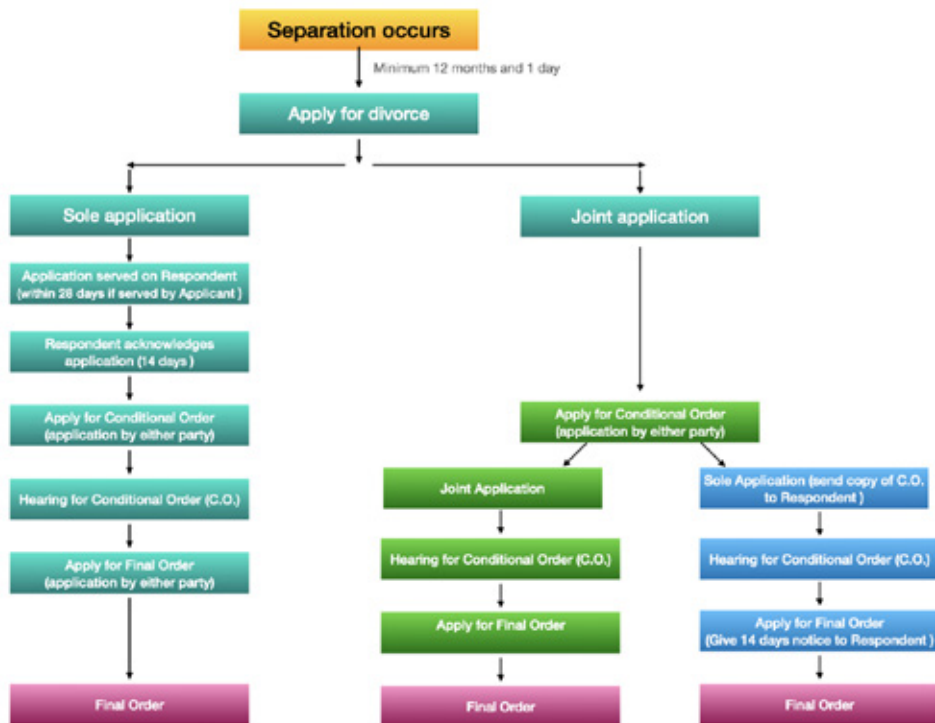 Separation occurs
Minimum 12 months and 1 day
Apply for divorce
Sole application
Joint application
Application served on Respondent
(within 28 days if served by Applicant )
Respondent acknowledges
application (14 days )
Apply for Conditional Order
(application by either party)
Hearing for Conditional Order (C.O.)
Apply for Final Order
(application by either party)
Final Order
Apply for Conditional Order
(application by either party)
Joint Application
Hearing for Conditional Order (C.O.)
Apply for Final Order
Final Order
Sole Application (send copy of C.O.
to Respondent )
Hearing for Conditional Order (C.O.)
Apply for Final Order
(Give 14 days notice to Respondent )
Final Order